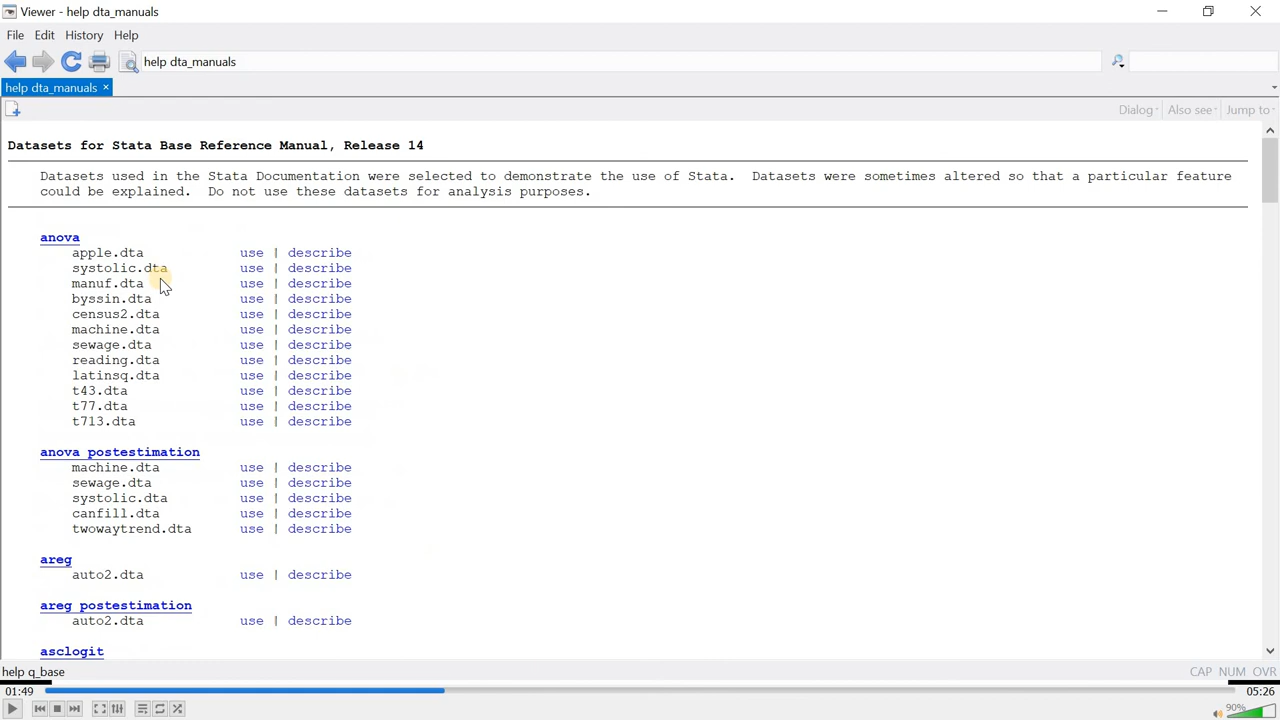 Viewer - help dta_manuals
File Edit History Help
help dta_manuals
help dta_manuals ×
Dialog Also see Jump to
Datasets for Stata Base Reference Manual, Release 14
Datasets used in the Stata Documentation were selected to demonstrate the use of Stata. Datasets were sometimes altered so that a particular feature
could be explained. Do not use these datasets for analysis purposes.
anova
apple.dta use | describe
systolic.dta use | describe
manuf.dta use | describe
byssin.dta use | describe
census2.dta use | describe
machine.dta use | describe
sewage.dta use | describe
reading.dta use | describe
latinsq.dta use | describe
t43.dta use | describe
t77.dta use | describe
t713.dta use | describe
anova postestimation
machine.dta use | describe
sewage.dta use | describe
systolic.dta use | describe
canfill.dta use | describe
twowaytrend.dta use | describe
areg
auto2.dta use | describe
areg postestimation
auto2.dta use | describe
asclogit
help q_base CAP NUM OVR
01:49 05:26
90%